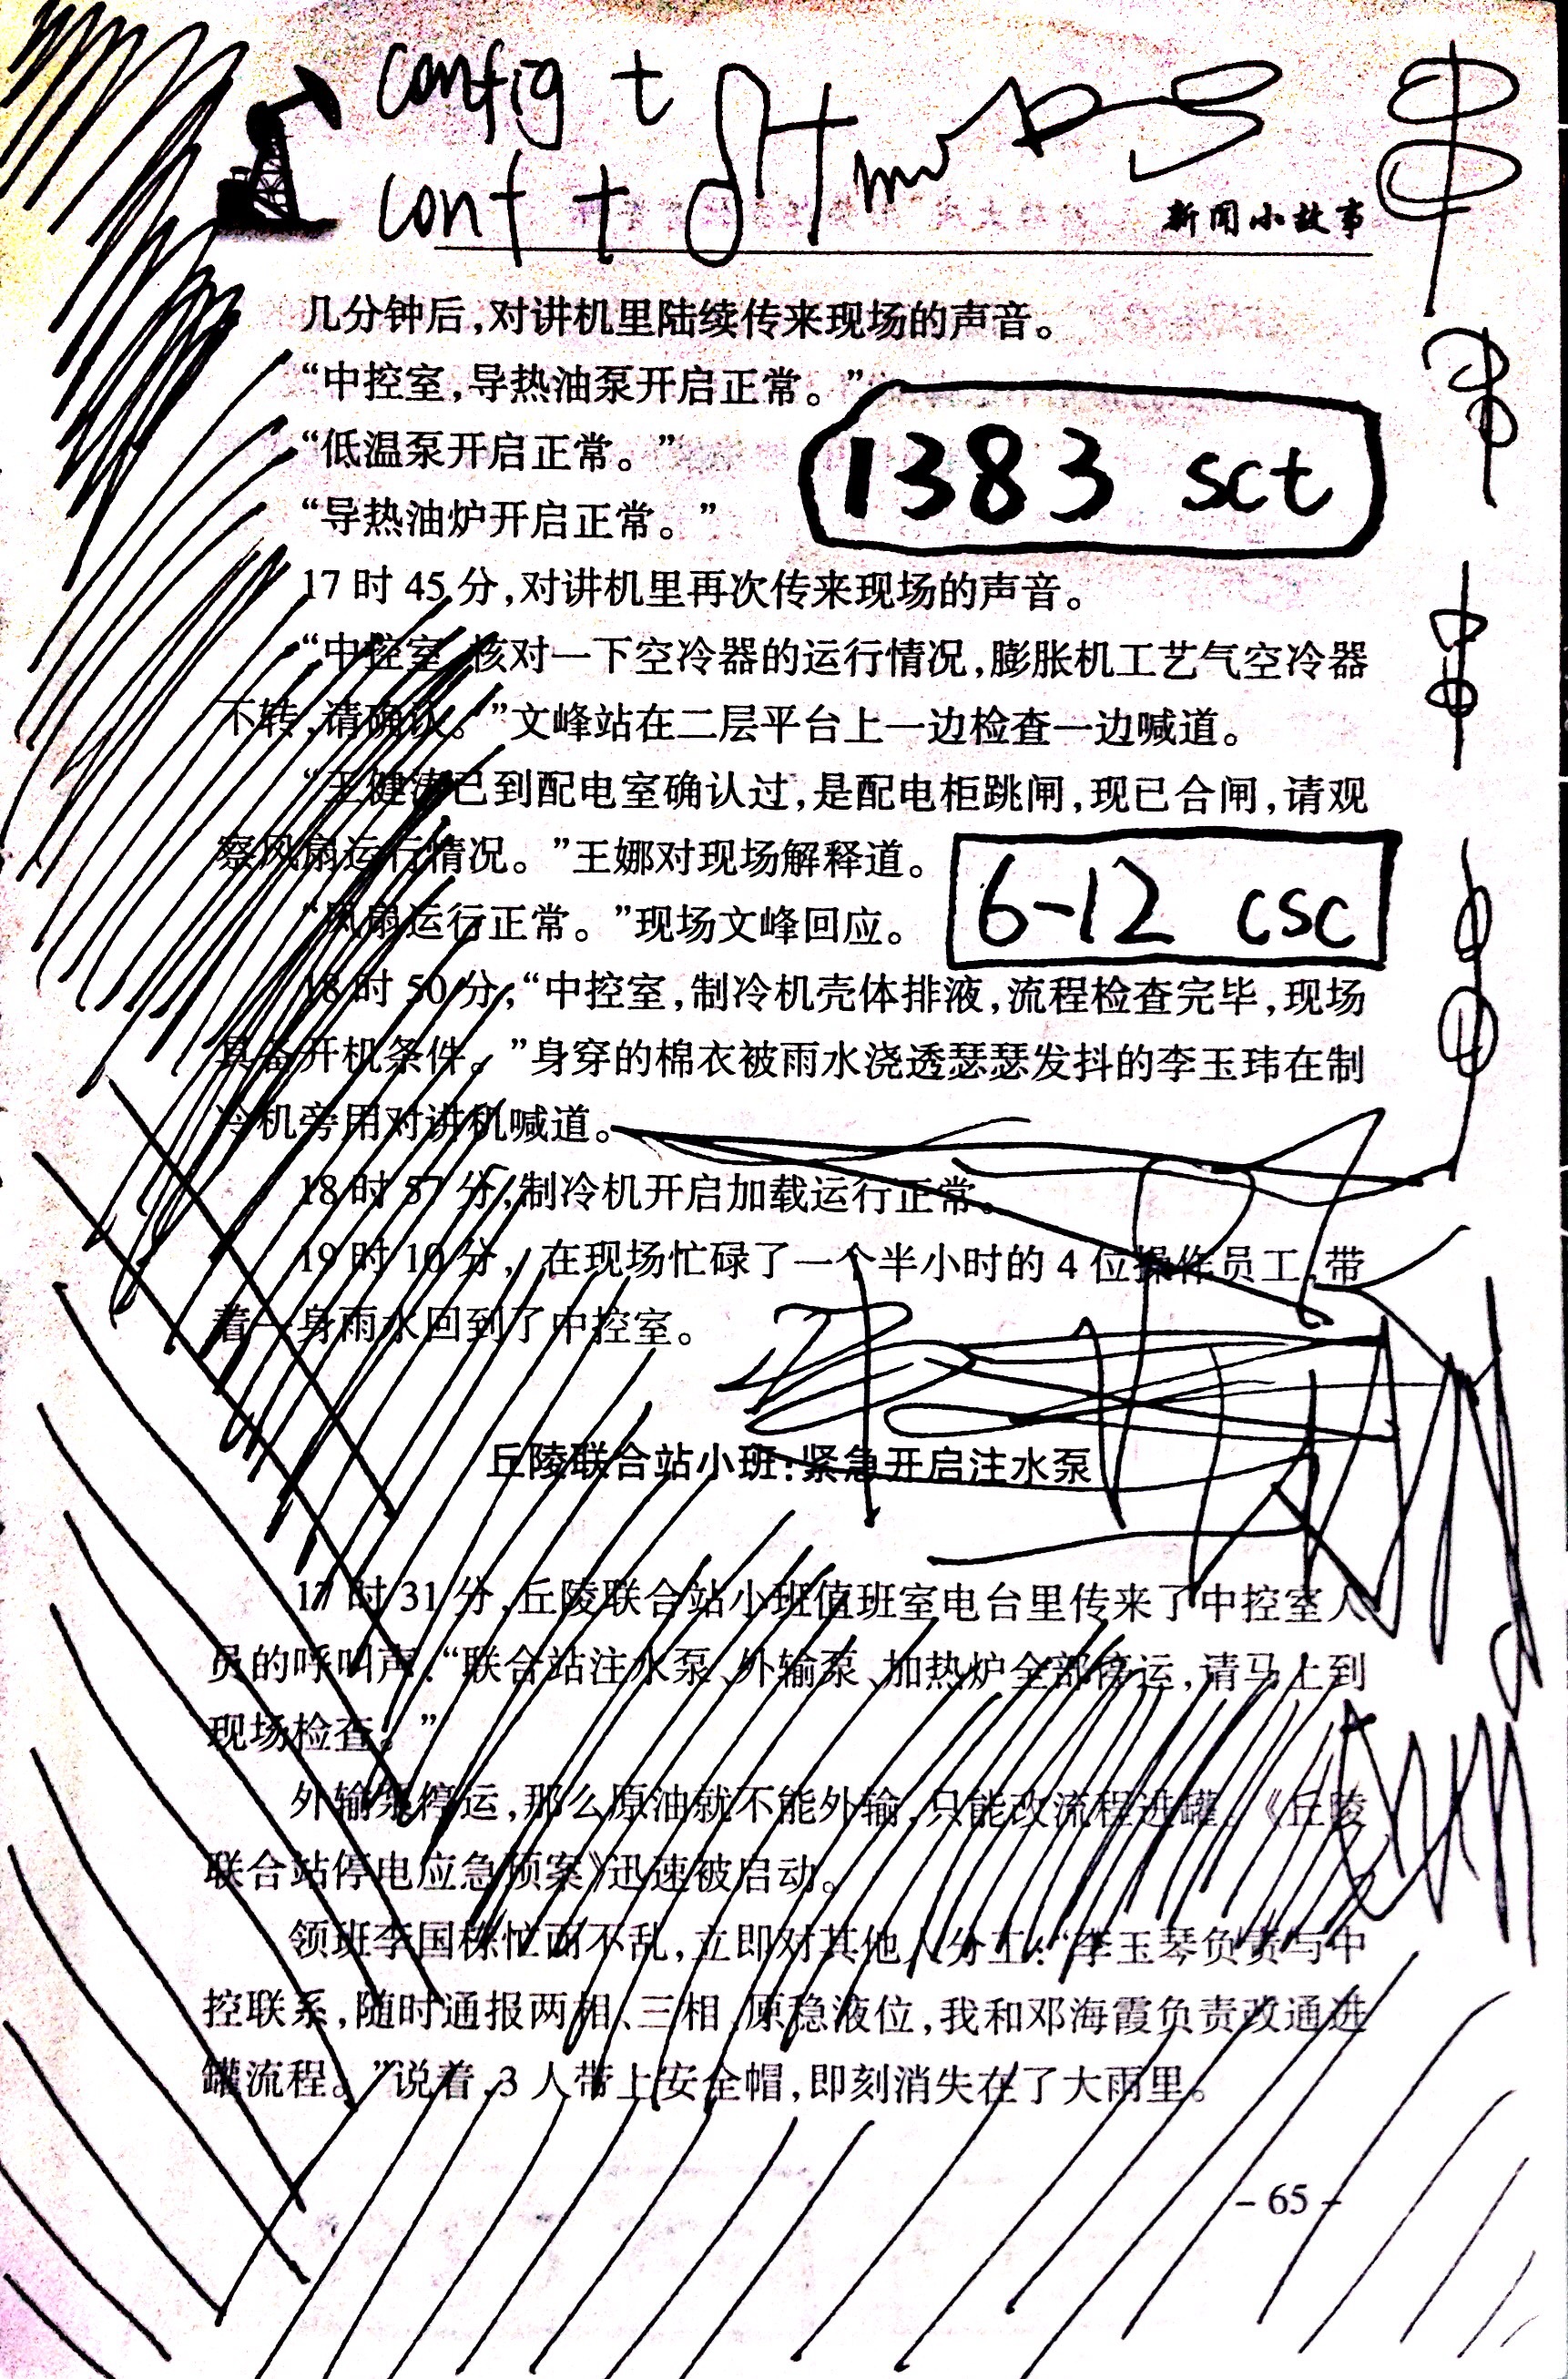 config t
conf t
新闻小故事
几分钟后,对讲机里陆续传来现场的声音。
“中控室,导热油泵开启正常。”
“低温泵开启正常。”
1383 sct
“导热油炉开启正常。”
17时45分,对讲机里再次传来现场的声音。
“中控室,核对一下空冷器的运行情况,膨胀机工艺气空冷器
不转,请确认。”文峰站在二层平台上一边检查一边喊道。
“王健涛已到配电室确认过,是配电柜跳闸,现已合闸,请观
察风扇运行情况。”王娜对现场解释道。
6-12 csc
“风扇运行正常。”现场文峰回应。
18时50分,“中控室,制冷机壳体排液,流程检查完毕,现场
具备开机条件。”身穿的棉衣被雨水浇透瑟瑟发抖的李玉玮在制
冷机旁用对讲机喊道。
18时57分,制冷机开启加载运行正常。
19时10分,在现场忙碌了一个半小时的4位操作员工,带
着一身雨水回到了中控室。
丘陵联合站小班:紧急开启注水泵
17时31分,丘陵联合站小班值班室电台里传来了中控室人
员的呼叫声:“联合站注水泵、外输泵、加热炉全部停运,请马上到
现场检查。”
外输泵停运,那么原油就不能外输,只能改流程进罐。《丘陵
联合站停电应急预案》迅速被启动。
领班李国栋忙而不乱,立即对其他人分工:“李玉琴负责与中
控联系,随时通报两相、三相、原稳液位,我和邓海霞负责改通进
罐流程。”说着,3人带上安全帽,即刻消失在了大雨里。
-65-